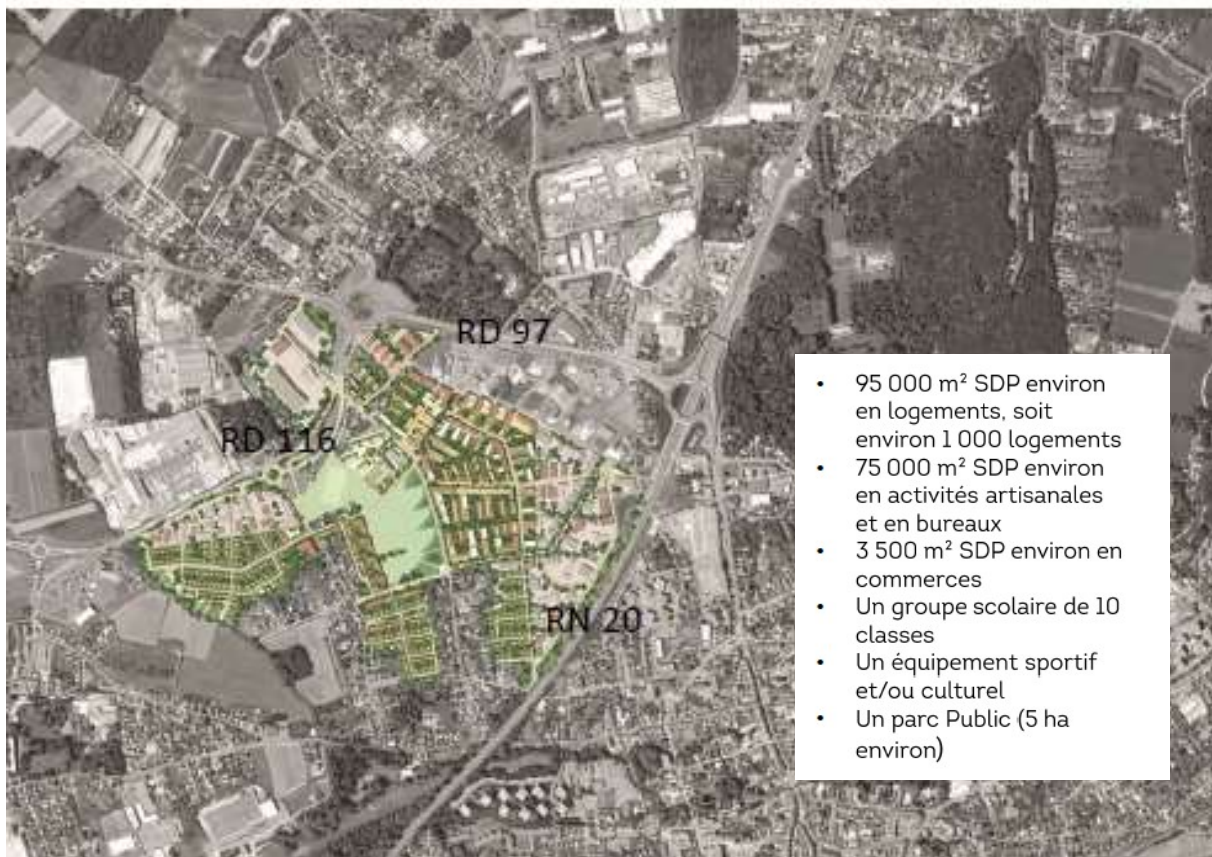 RD 97
RD 116
RN 20
• 95 000 m² SDP environ
en logements, soit
environ 1 000 logements
• 75 000 m² SDP environ
en activités artisanales
et en bureaux
• 3 500 m² SDP environ en
commerces
• Un groupe scolaire de 10
classes
• Un équipement sportif
et/ou culturel
• Un parc Public (5 ha
environ)